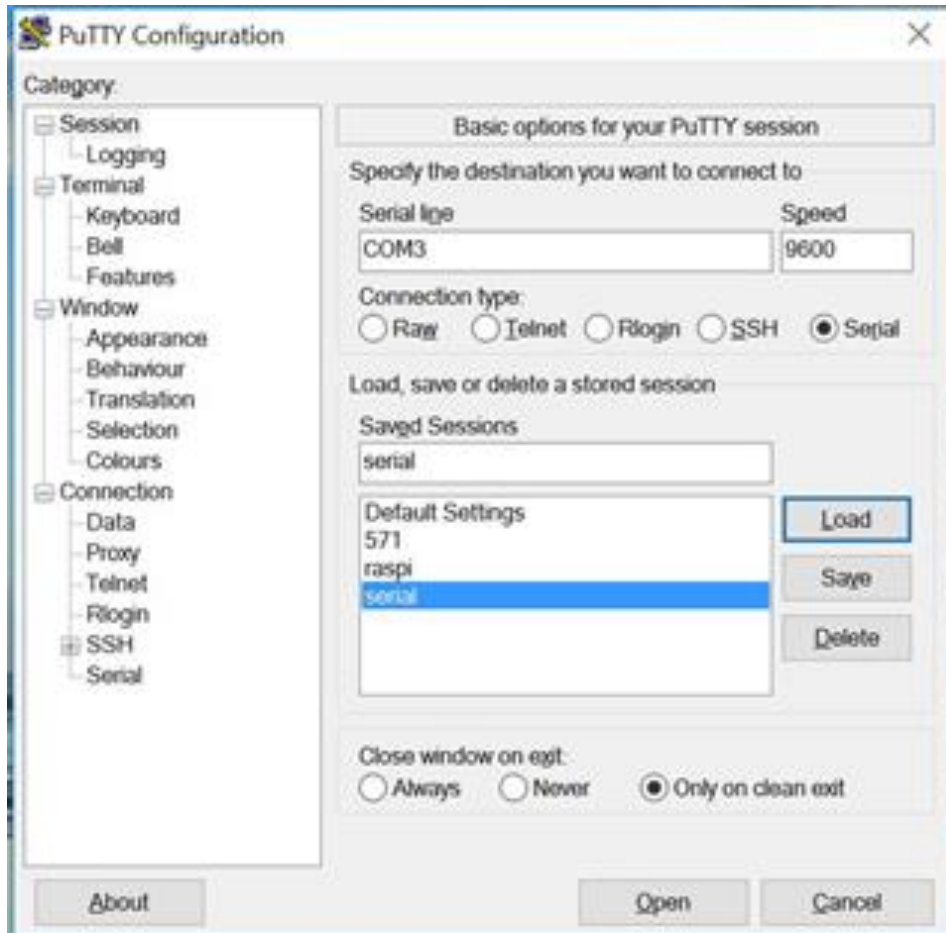 PuTTY Configuration
Category:
Session
Logging
Terminal
Keyboard
Bell
Features
Window
Appearance
Behaviour
Translation
Selection
Colours
Connection
Data
Proxy
Telnet
Rlogin
SSH
Serial
Basic options for your PuTTY session
Specify the destination you want to connect to
Serial line Speed
COM3 9600
Connection type:
Raw Telnet Rlogin SSH Serial
Load, save or delete a stored session
Saved Sessions
serial
Default Settings
571
raspi
serial
Load
Save
Delete
Close window on exit:
Always Never Only on clean exit
About Open Cancel